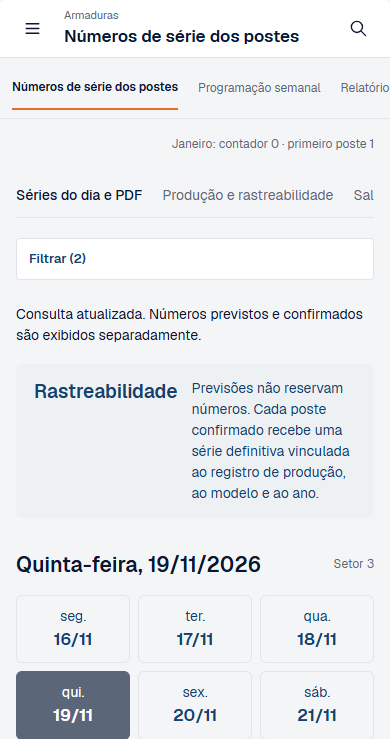 Armaduras
Números de série dos postes
Números de série dos postes
Programação semanal
Relatório
Janeiro: contador 0 · primeiro poste 1
Séries do dia e PDF
Produção e rastreabilidade
Sal
Filtrar (2)
Consulta atualizada. Números previstos e confirmados
são exibidos separadamente.
Rastreabilidade
Previsões não reservam
números. Cada poste
confirmado recebe uma
série definitiva vinculada
ao registro de produção,
ao modelo e ao ano.
Quinta-feira, 19/11/2026
Setor 3
seg.
16/11
ter.
17/11
qua.
18/11
qui.
19/11
sex.
20/11
sáb.
21/11